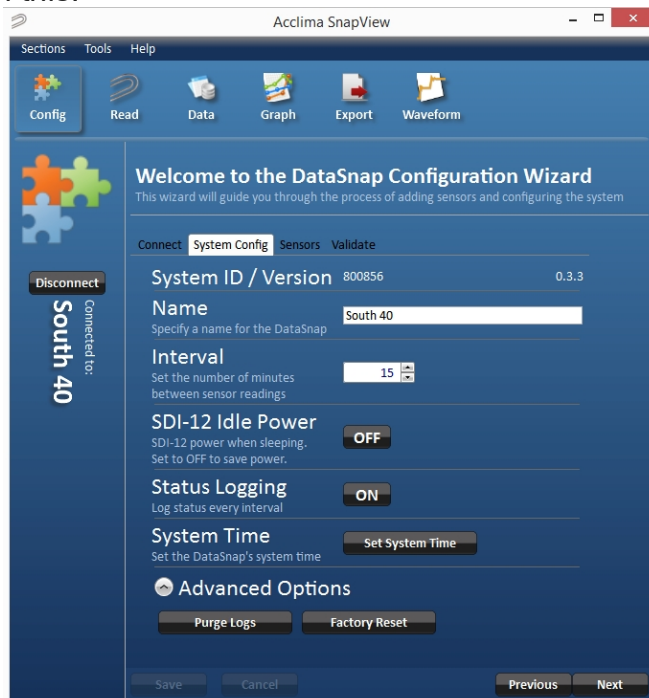 Acclima SnapView
Sections Tools Help
Config Read Data Graph Export Waveform
Welcome to the DataSnap Configuration Wizard
This wizard will guide you through the process of adding sensors and configuring the system
Connect System Config Sensors Validate
Disconnect
Connected to:
South 40
System ID / Version 800856 0.3.3
Name South 40
Specify a name for the DataSnap
Interval 15
Set the number of minutes
between sensor readings
SDI-12 Idle Power OFF
SDI-12 power when sleeping.
Set to OFF to save power.
Status Logging ON
Log status every interval
System Time Set System Time
Set the DataSnap's system time
Advanced Options
Purge Logs Factory Reset
Save Cancel Previous Next